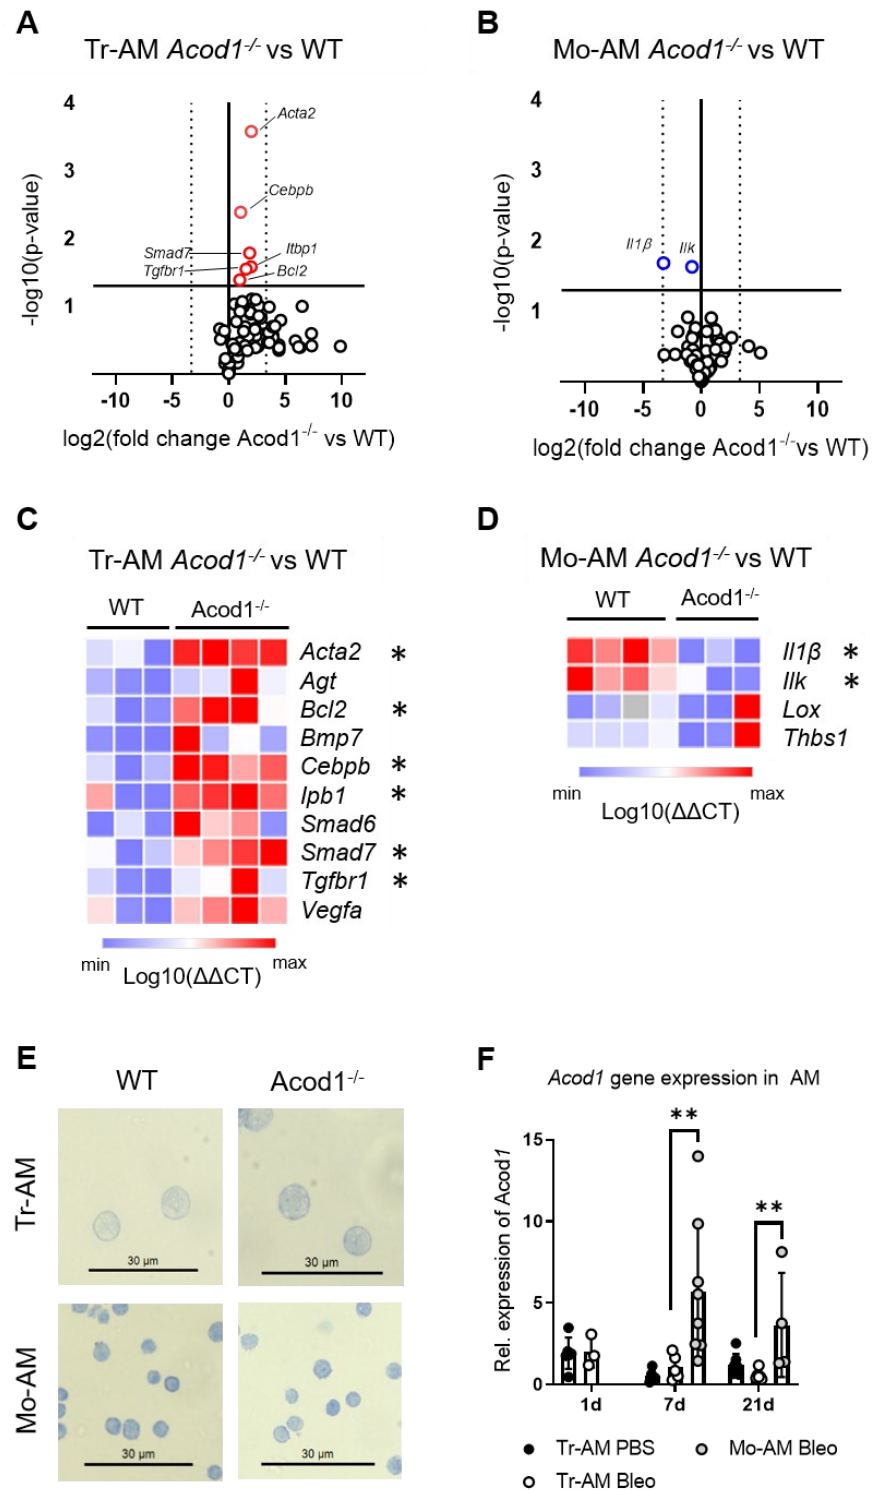 A
Tr-AM Acod1-/- vs WT
4
3
2
1
-log10(p-value)
Acta2
Cebpb
Smad7
Itbp1
Tgfbr1
Bcl2
-10 -5 0 5 10
log2(fold change Acod1-/- vs WT)
B
Mo-AM Acod1-/- vs WT
4
3
2
1
-log10(p-value)
Il1β
Ilk
-10 -5 0 5 10
log2(fold change Acod1-/-vs WT)
C
Tr-AM Acod1-/- vs WT
WT Acod1-/-
Acta2 *
Agt
Bcl2 *
Bmp7
Cebpb *
Ipb1 *
Smad6
Smad7 *
Tgfbr1 *
Vegfa
min max
Log10(ΔΔCT)
D
Mo-AM Acod1-/- vs WT
WT Acod1-/-
Il1β *
Ilk *
Lox
Thbs1
min max
Log10(ΔΔCT)
E
WT Acod1-/-
Tr-AM
30 µm
30 µm
Mo-AM
30 µm
30 µm
F
Acod1 gene expression in AM
Rel. expression of Acod1
15
10
5
0
**
**
1d 7d 21d
Tr-AM PBS
Mo-AM Bleo
Tr-AM Bleo